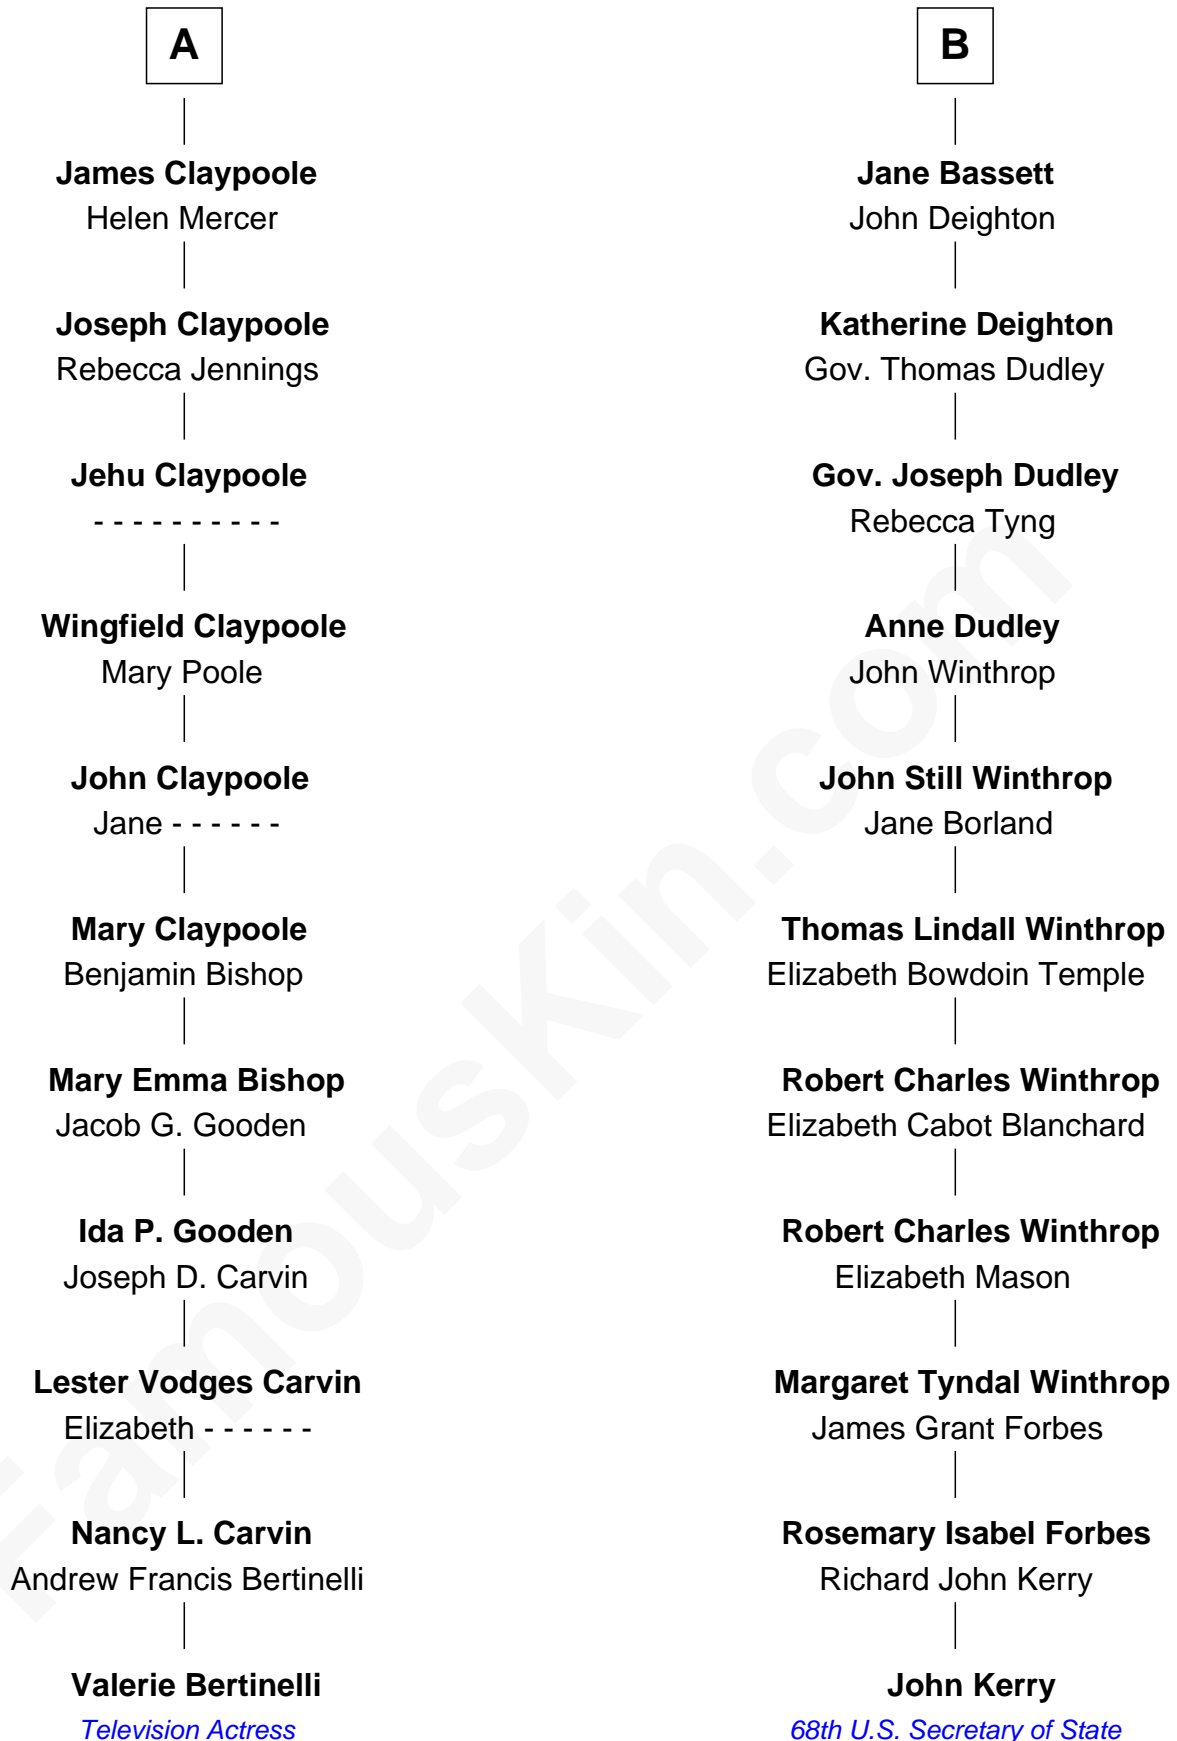 A
James Claypoole
Helen Mercer
Joseph Claypoole
Rebecca Jennings
Jehu Claypoole
- - - - - - - - - -
Wingfield Claypoole
Mary Poole
John Claypoole
Jane - - - - - -
Mary Claypoole
Benjamin Bishop
Mary Emma Bishop
Jacob G. Gooden
Ida P. Gooden
Joseph D. Carvin
Lester Vodges Carvin
Elizabeth - - - - - -
Nancy L. Carvin
Andrew Francis Bertinelli
Valerie Bertinelli
Television Actress
B
Jane Bassett
John Deighton
Katherine Deighton
Gov. Thomas Dudley
Gov. Joseph Dudley
Rebecca Tyng
Anne Dudley
John Winthrop
John Still Winthrop
Jane Borland
Thomas Lindall Winthrop
Elizabeth Bowdoin Temple
Robert Charles Winthrop
Elizabeth Cabot Blanchard
Robert Charles Winthrop
Elizabeth Mason
Margaret Tyndal Winthrop
James Grant Forbes
Rosemary Isabel Forbes
Richard John Kerry
John Kerry
68th U.S. Secretary of State
FamousKin.com